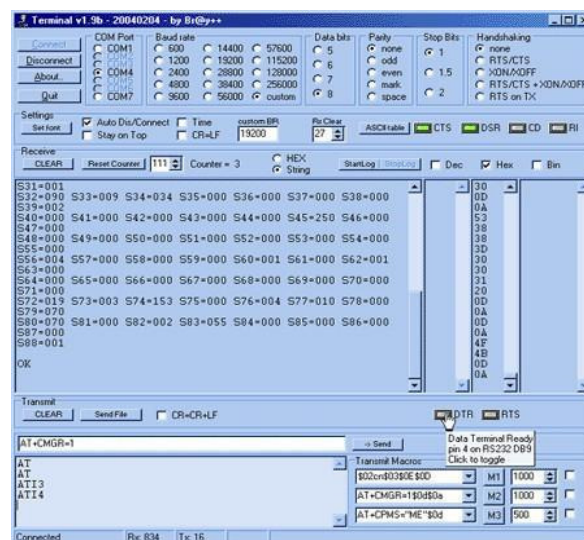 Terminal v1.9b - 20040204 - by Br@y++
Connect
Disconnect
About..
Quit
COM Port
COM1
COM4
COM7
Baud rate
600 14400 57600
1200 19200 115200
2400 28800 128000
4800 38400 256000
9600 56000 custom
Data bits
5
6
7
8
Parity
none
odd
even
mark
space
Stop Bits
1
1.5
2
Handshaking
none
RTS/CTS
XON/XOFF
RTS/CTS + XON/XOFF
RTS on TX
Settings
Set font
Auto Dis/Connect Time
Stay on Top CR=LF
custom BR
19200
Rx Clear
27
ASCII table CTS DSR CD RI
Receive
CLEAR Reset Counter 111 Counter = 3
HEX
String
StartLog StopLog Dec Hex Bin
S31=001
S32=090 S33=009 S34=034 S35=000 S36=000 S37=000 S38=000
S39=002
S40=000 S41=000 S42=000 S43=000 S44=000 S45=250 S46=000
S47=000
S48=000 S49=000 S50=000 S51=000 S52=000 S53=000 S54=000
S55=000
S56=004 S57=000 S58=000 S59=000 S60=001 S61=000 S62=001
S63=000
S64=000 S65=000 S66=000 S67=000 S68=000 S69=000 S70=000
S71=000
S72=019 S73=003 S74=153 S75=000 S76=004 S77=010 S78=000
S79=070
S80=070 S81=000 S82=002 S83=055 S84=000 S85=000 S86=000
S87=000
S88=001
OK
30
0D
0A
53
38
38
3D
30
30
31
20
0D
0A
0D
0A
4F
4B
0D
0A
Transmit
CLEAR Send File CR=CR+LF DTR RTS
Data Terminal Ready
pin 4 on RS232 DB9
Click to toggle
AT+CMGR=1
-> Send
AT
AT
ATI3
ATI4
Transmit Macros
$02cn$03$0E$0D M1 1000
AT+CMGR=1$0d$0a M2 1000
AT+CPMS="ME"$0d M3 500
Connected Rx: 834 Tx: 16